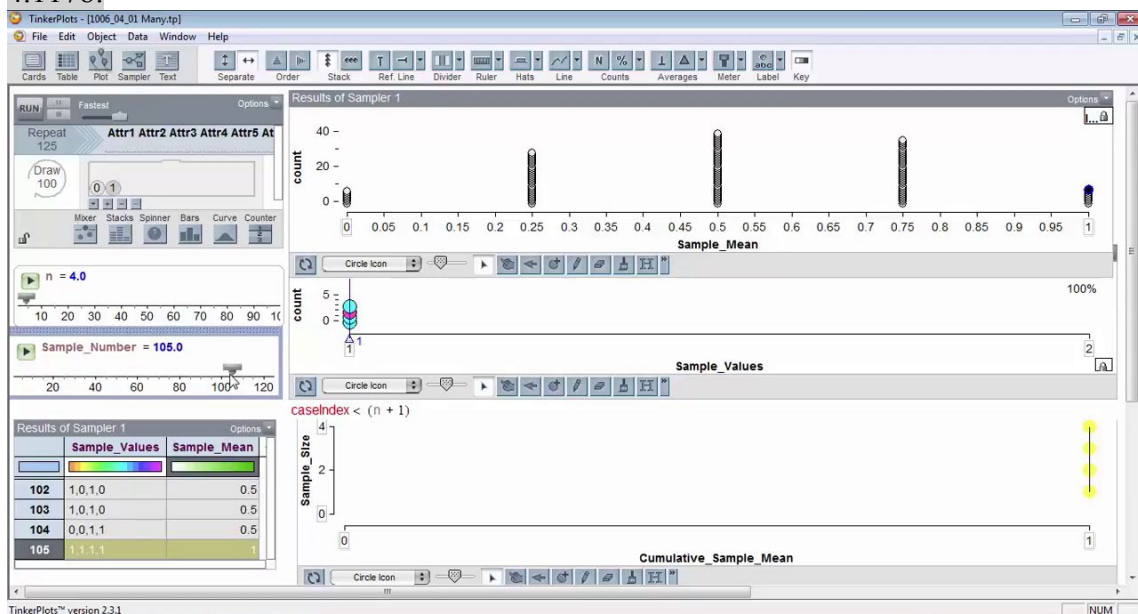 TinkerPlots - [1006_04_01 Many.tp]
File Edit Object Data Window Help
Cards Table Plot Sampler Text Separate Order Stack Ref. Line Divider Ruler Hats Line Counts Averages Meter Label Key
RUN Fastest Options
Repeat 125
Attr1 Attr2 Attr3 Attr4 Attr5 At
Draw 100
0 1
Mixer Stacks Spinner Bars Curve Counter
n = 4.0
10 20 30 40 50 60 70 80 90
Sample_Number = 105.0
20 40 60 80 100 120
Results of Sampler 1 Options
Sample_Values Sample_Mean
102 1,0,1,0 0.5
103 1,0,1,0 0.5
104 0,0,1,1 0.5
105 1,1,1,1 1
Results of Sampler 1 Options
count
40
20
0
0 0.05 0.1 0.15 0.2 0.25 0.3 0.35 0.4 0.45 0.5 0.55 0.6 0.65 0.7 0.75 0.8 0.85 0.9 0.95 1
Sample_Mean
Circle Icon
count
5
0
100%
1
1 2
Sample_Values
Circle Icon
caseIndex < (n + 1)
Sample_Size
4
2
0
0 1
Cumulative_Sample_Mean
Circle Icon
TinkerPlots™ version 2.3.1 NUM